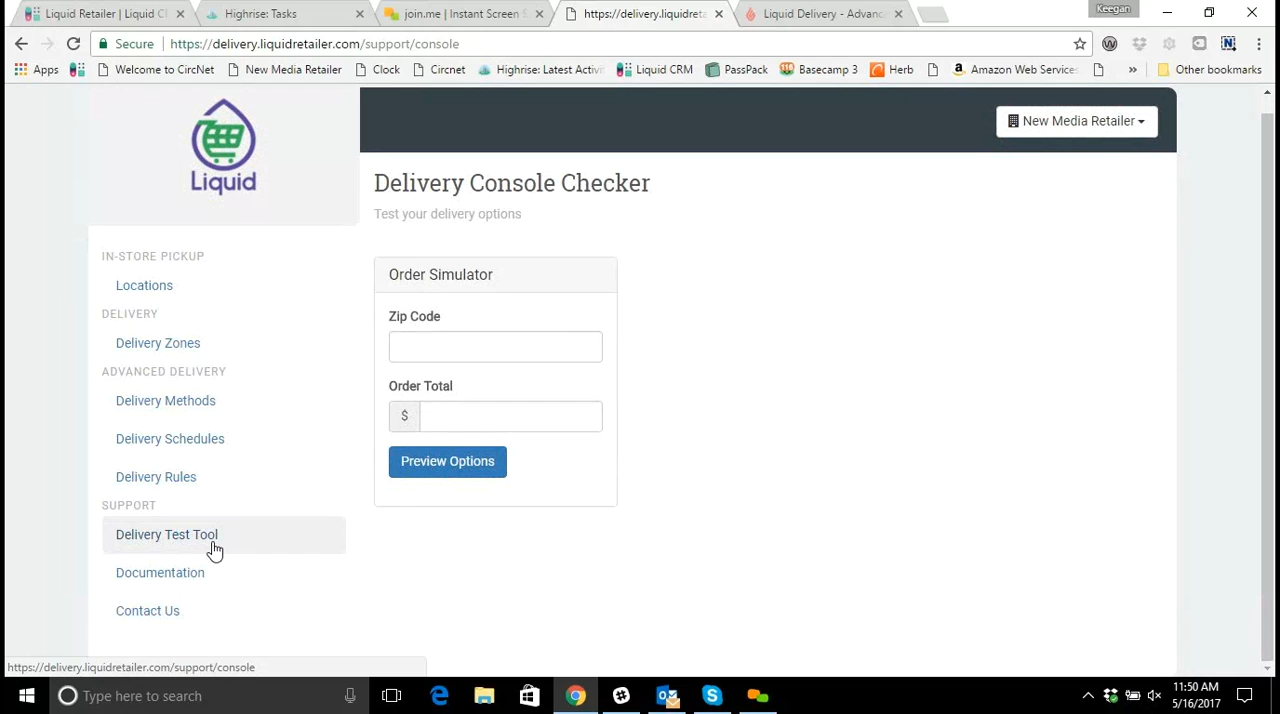 Liquid Retailer | Liquid C
Highrise: Tasks
join.me | Instant Screen S
https://delivery.liquidreta
Liquid Delivery - Advanc
Keegan
Secure
https://delivery.liquidretailer.com/support/console
Apps
Welcome to CircNet
New Media Retailer
Clock
Circnet
Highrise: Latest Activi
Liquid CRM
PassPack
Basecamp 3
Herb
Amazon Web Services
»
Other bookmarks
Liquid
New Media Retailer
Delivery Console Checker
Test your delivery options
IN-STORE PICKUP
Locations
DELIVERY
Delivery Zones
ADVANCED DELIVERY
Delivery Methods
Delivery Schedules
Delivery Rules
SUPPORT
Delivery Test Tool
Documentation
Contact Us
Order Simulator
Zip Code
Order Total
$
Preview Options
https://delivery.liquidretailer.com/support/console
Type here to search
11:50 AM
5/16/2017